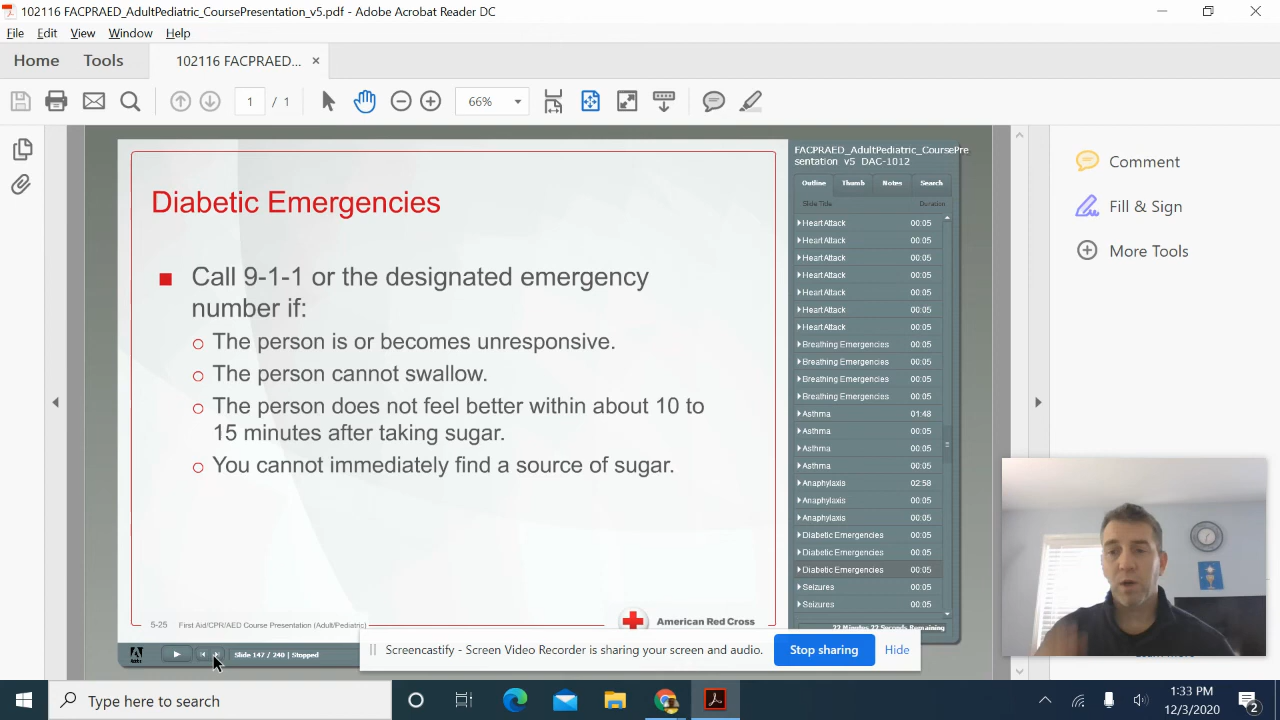 102116 FACPRAED_AdultPediatric_CoursePresentation_v5.pdf - Adobe Acrobat Reader DC
File Edit View Window Help
Home Tools 102116 FACPRAED... ×
1 / 1 66%
Comment
Fill & Sign
More Tools
Diabetic Emergencies
Call 9-1-1 or the designated emergency
number if:
The person is or becomes unresponsive.
The person cannot swallow.
The person does not feel better within about 10 to
15 minutes after taking sugar.
You cannot immediately find a source of sugar.
5-25 First Aid/CPR/AED Course Presentation (Adult/Pediatric)
American Red Cross
FACPRAED_AdultPediatric_CoursePre
sentation v5 DAC-1012
Outline Thumb Notes Search
Slide Title Duration
Heart Attack 00:05
Heart Attack 00:05
Heart Attack 00:05
Heart Attack 00:05
Heart Attack 00:05
Heart Attack 00:05
Heart Attack 00:05
Breathing Emergencies 00:05
Breathing Emergencies 00:05
Breathing Emergencies 00:05
Breathing Emergencies 00:05
Asthma 01:48
Asthma 00:05
Asthma 00:05
Asthma 00:05
Anaphylaxis 02:58
Anaphylaxis 00:05
Anaphylaxis 00:05
Diabetic Emergencies 00:05
Diabetic Emergencies 00:05
Diabetic Emergencies 00:05
Seizures 00:05
Seizures 00:05
22 Minutes 22 Seconds Remaining
Adobe
Slide 147 / 240 | Stopped
Screencastify - Screen Video Recorder is sharing your screen and audio. Stop sharing Hide
Type here to search
1:33 PM
12/3/2020
2